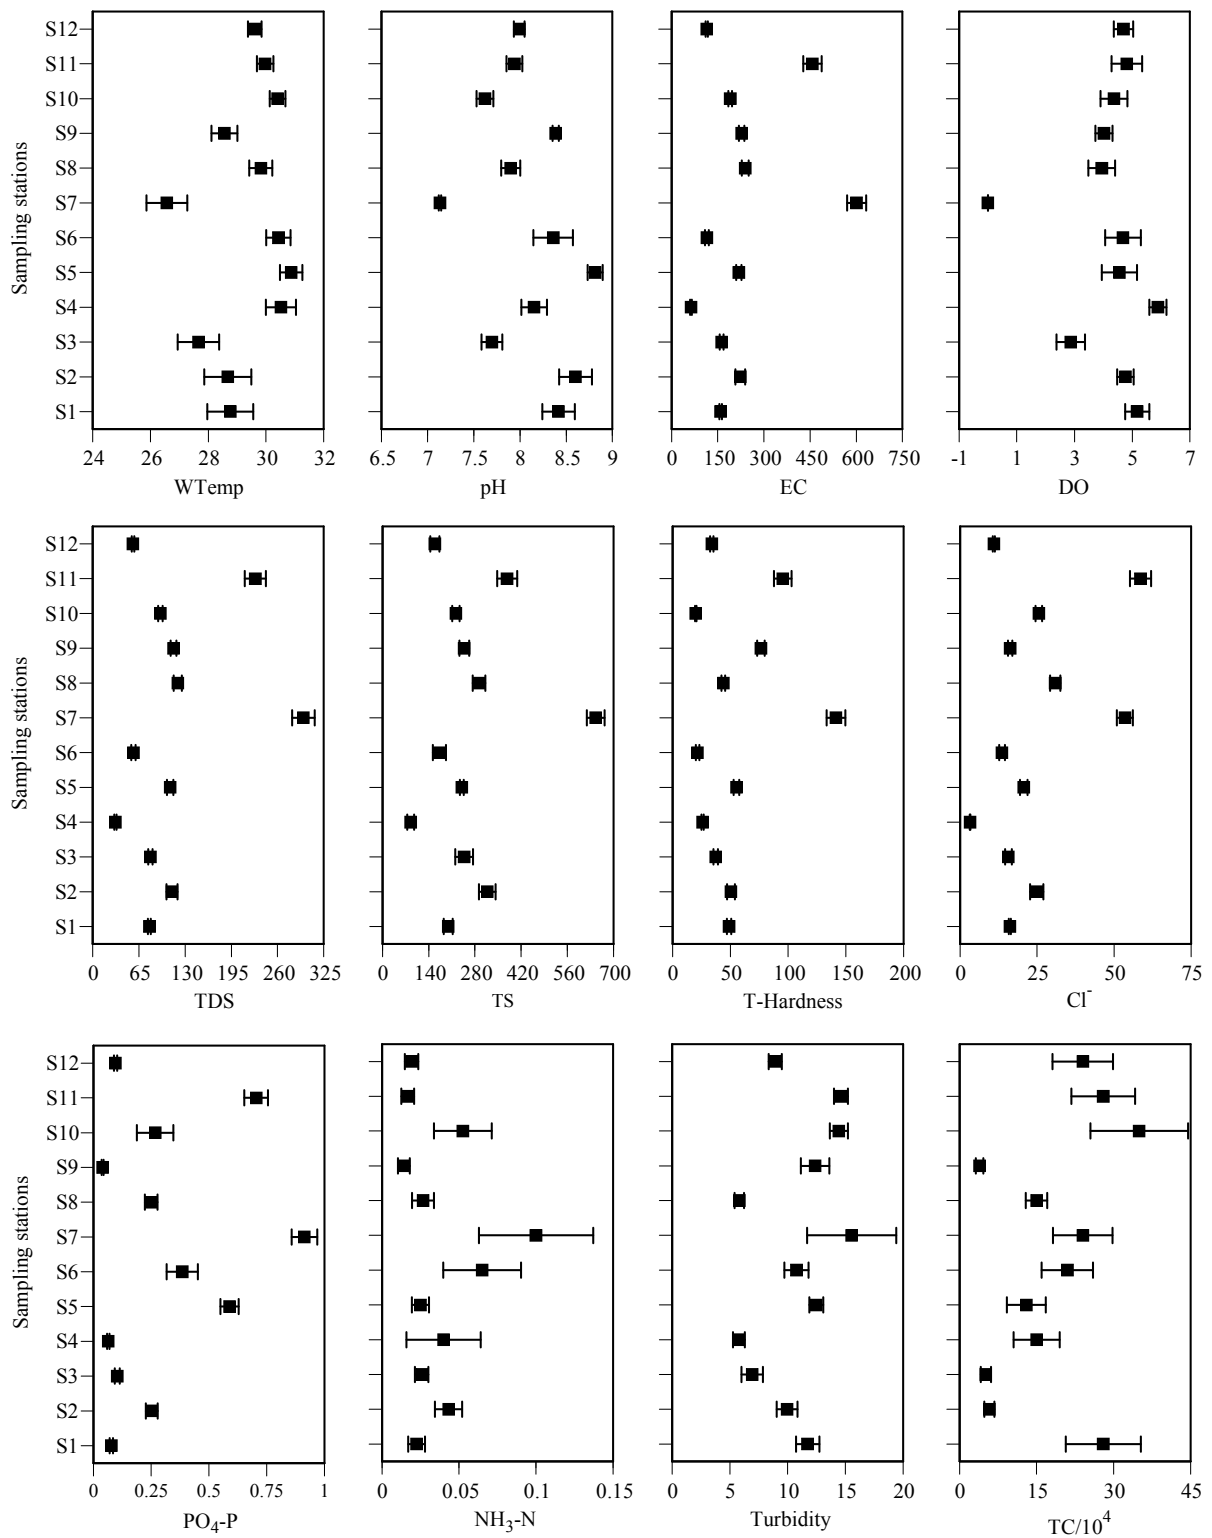 Sampling stations
S12
S11
S10
S9
S8
S7
S6
S5
S4
S3
S2
S1
24 26 28 30 32
WTemp
6.5 7 7.5 8 8.5 9
pH
0 150 300 450 600 750
EC
-1 1 3 5 7
DO
Sampling stations
S12
S11
S10
S9
S8
S7
S6
S5
S4
S3
S2
S1
0 65 130 195 260 325
TDS
0 140 280 420 560 700
TS
0 50 100 150 200
T-Hardness
0 25 50 75
Cl⁻
Sampling stations
S12
S11
S10
S9
S8
S7
S6
S5
S4
S3
S2
S1
0 0.25 0.5 0.75 1
PO₄-P
0 0.05 0.1 0.15
NH₃-N
0 5 10 15 20
Turbidity
0 15 30 45
TC/10⁴